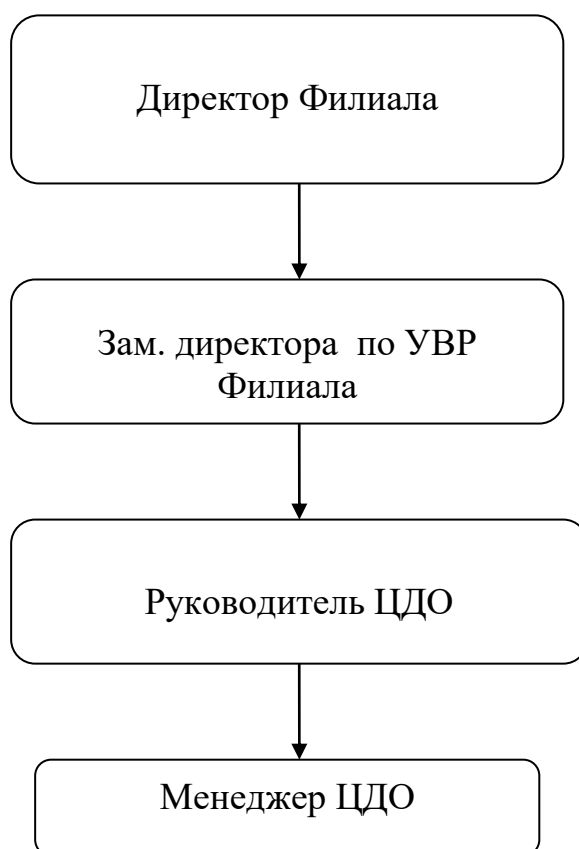 Директор Филиала
Зам. директора по УВР
Филиала
Руководитель ЦДО
Менеджер ЦДО